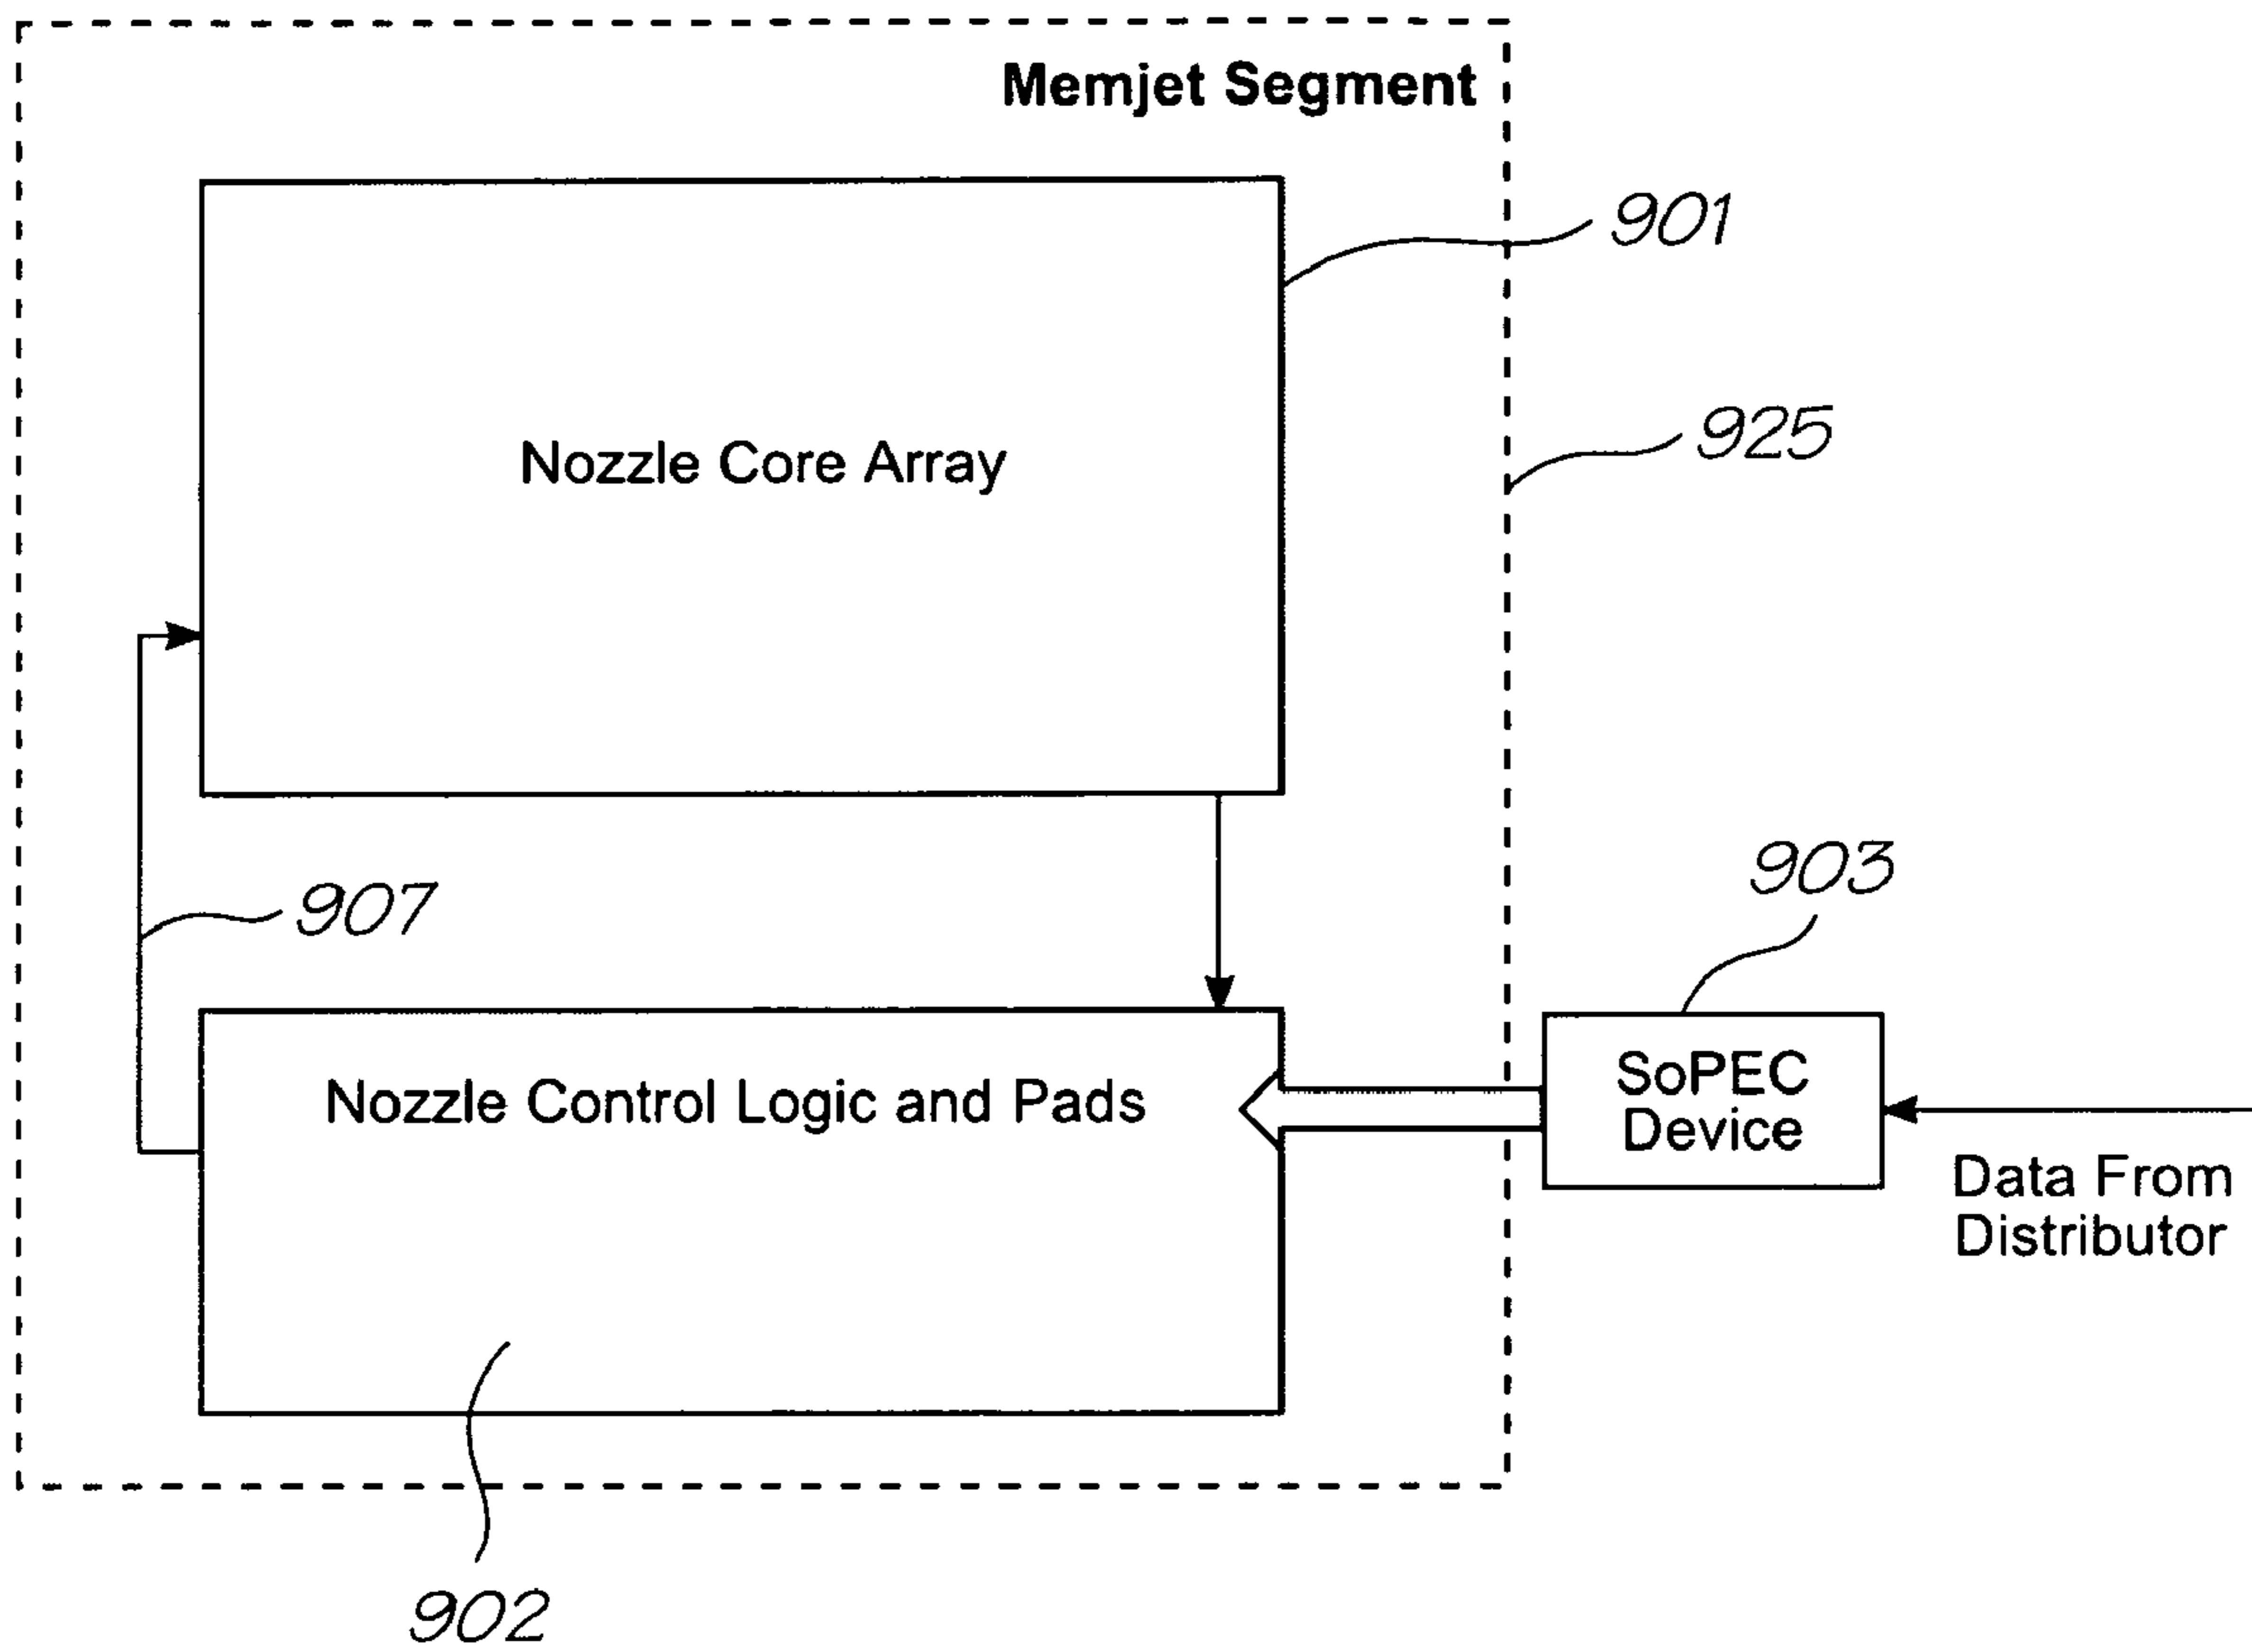 Memjet Segment
901
Nozzle Core Array
925
903
907
SoPEC
Device
Nozzle Control Logic and Pads
Data From
Distributor
902